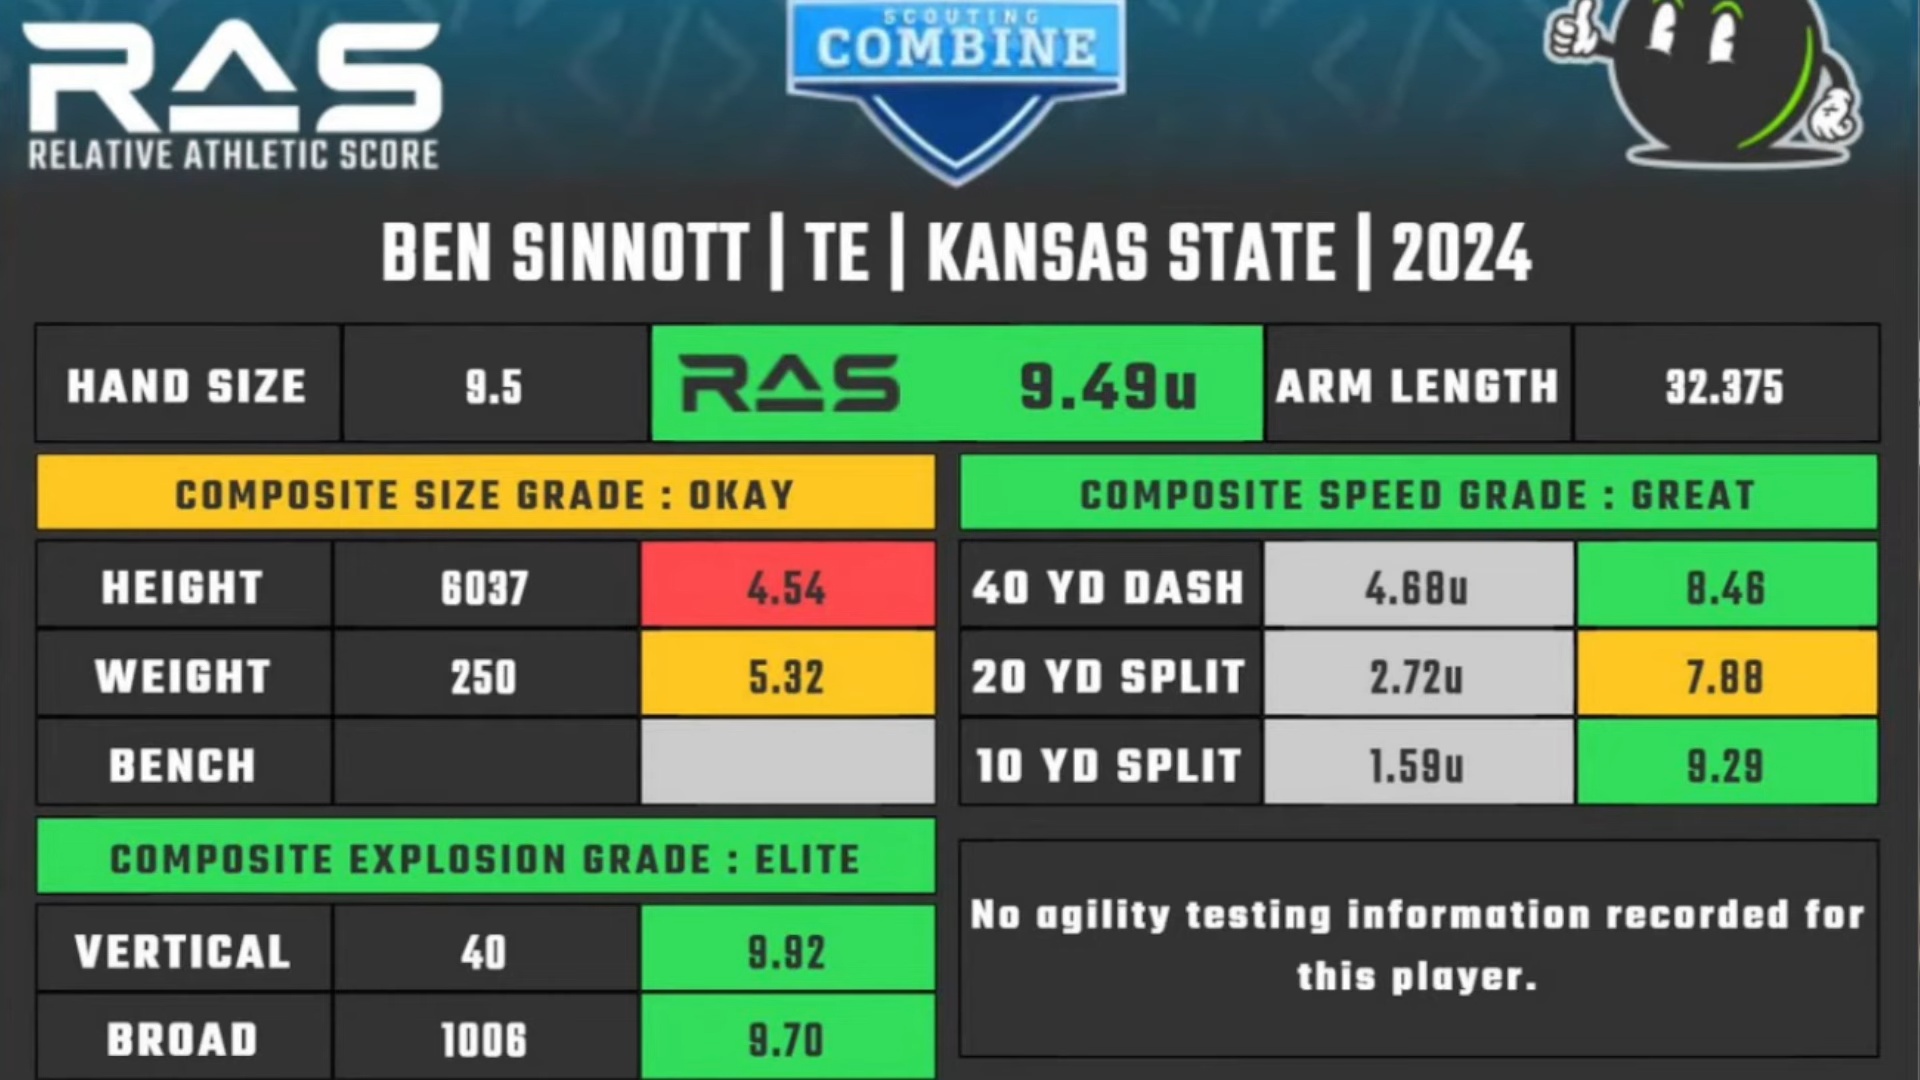 RAS
RELATIVE ATHLETIC SCORE
SCOUTING
COMBINE
BEN SINNOTT | TE | KANSAS STATE | 2024
HAND SIZE 9.5 RAS 9.49u ARM LENGTH 32.375
COMPOSITE SIZE GRADE : OKAY
HEIGHT 6037 4.54
WEIGHT 250 5.32
BENCH
COMPOSITE SPEED GRADE : GREAT
40 YD DASH 4.68u 8.46
20 YD SPLIT 2.72u 7.88
10 YD SPLIT 1.59u 9.29
COMPOSITE EXPLOSION GRADE : ELITE
VERTICAL 40 9.92
BROAD 1006 9.70
No agility testing information recorded for
this player.